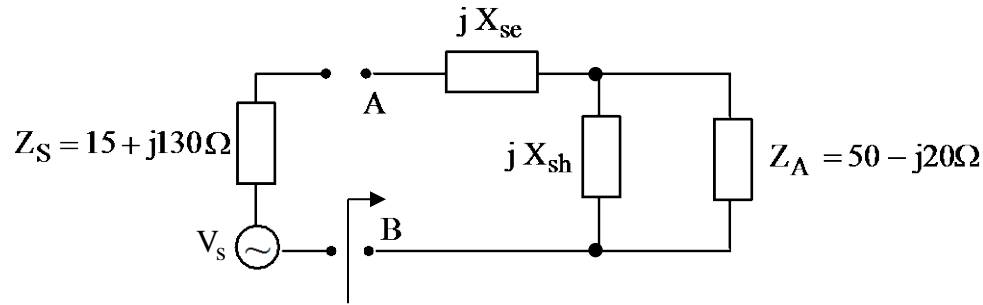 j X_se
A
Z_S = 15 + j130Ω
j X_sh
Z_A = 50 − j20Ω
B
V_s